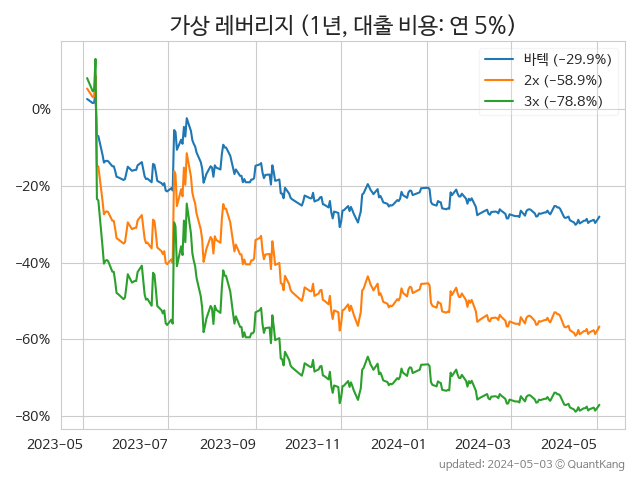 가상 레버리지 (1년, 대출 비용: 연 5%)
바텍 (−29.9%)
2x (−58.9%)
3x (−78.8%)
0%
−20%
−40%
−60%
−80%
2023-05
2023-07
2023-09
2023-11
2024-01
2024-03
2024-05
updated: 2024-05-03 © QuantKang